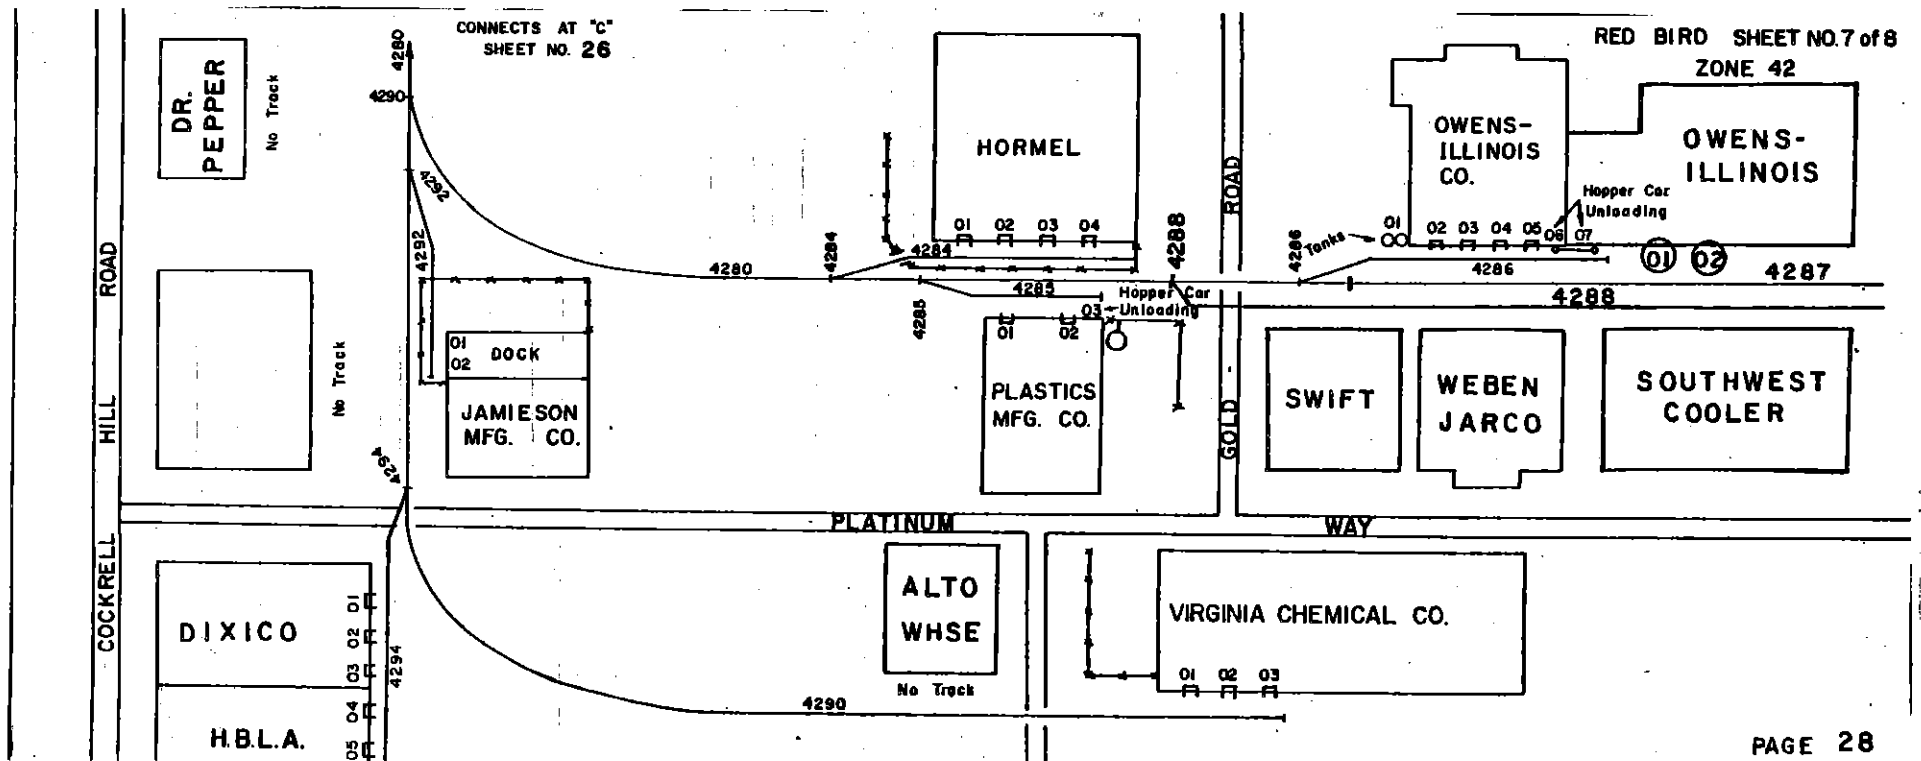 CONNECTS AT "C"
SHEET NO. 26
RED BIRD SHEET NO. 7 of 8
ZONE 42
DR.
PEPPER
No Track
4280
4290
4292
4292
HORMEL
01 02 03 04
4284
4284
4280
4288
ROAD
GOLD
OWENS-
ILLINOIS
CO.
OWENS-
ILLINOIS
Hopper Car
Unloading
01
02 03 04 05 06 07
Tanks
4286
4286
01 02
4287
4288
4285
4285
Hopper Car
Unloading
03
01 02
PLASTICS
MFG. CO.
COCKRELL HILL ROAD
No Track
01
02
DOCK
JAMIESON
MFG. CO.
4294
SWIFT
WEBEN
JARCO
SOUTHWEST
COOLER
PLATINUM WAY
DIXICO
01
02
03
04
05
4294
H.B.L.A.
ALTO
WHSE
No Track
4290
VIRGINIA CHEMICAL CO.
01 02 03
PAGE 28